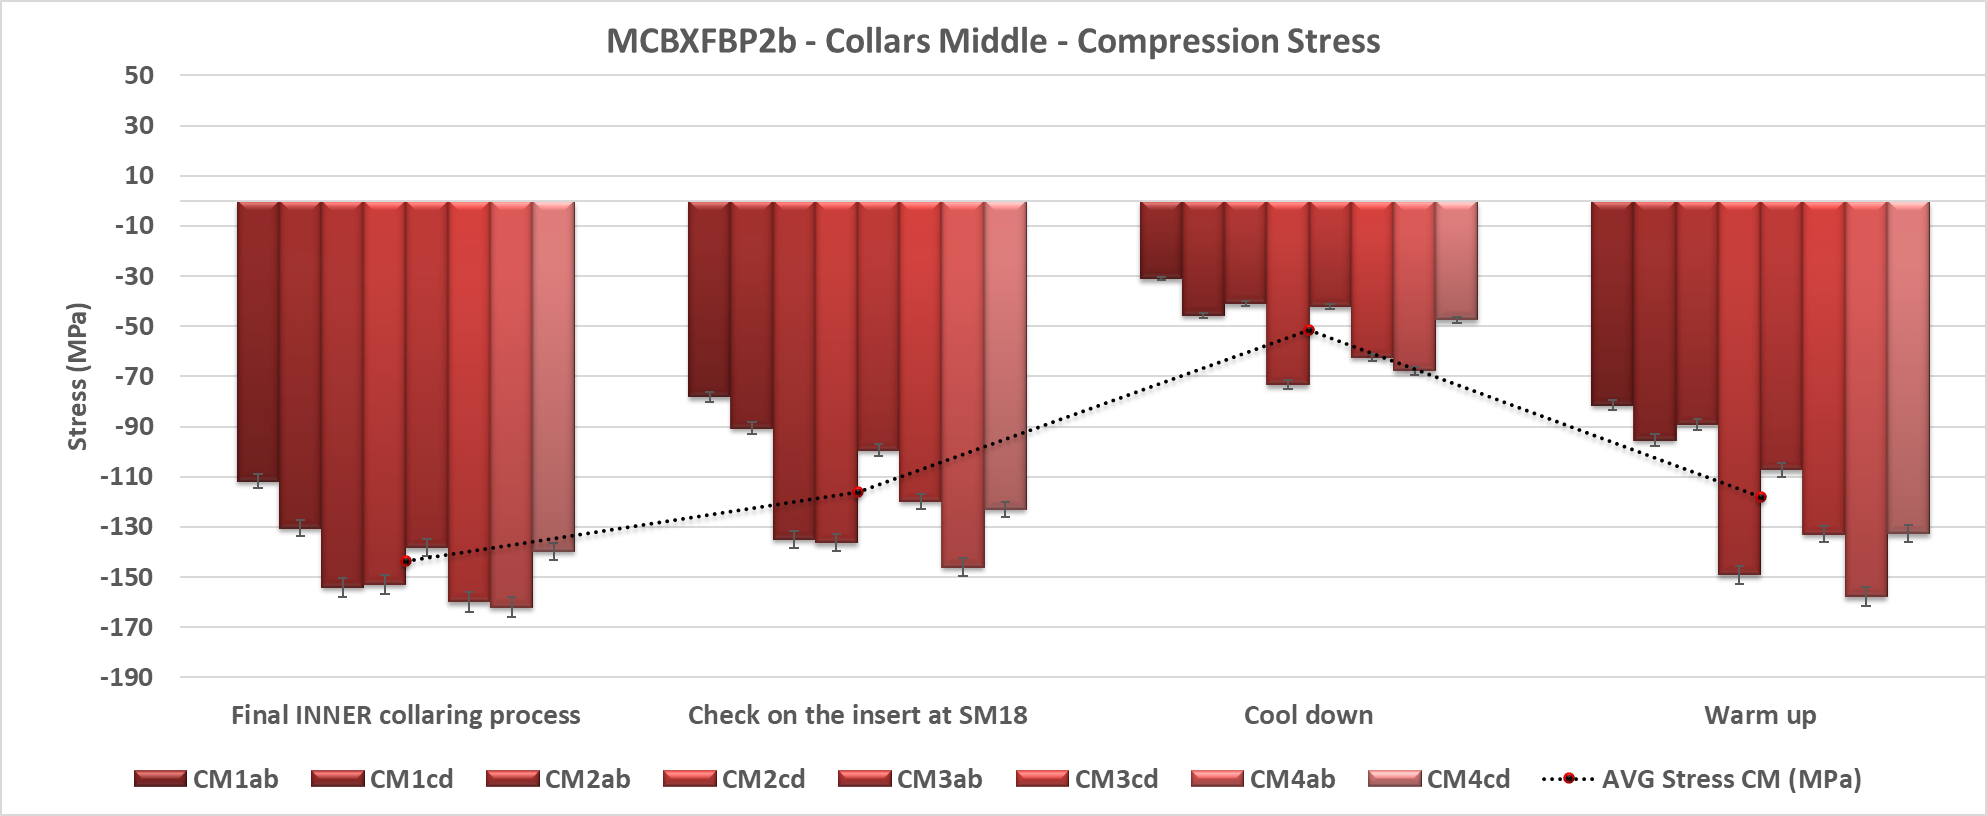 MCBXFBP2b - Collars Middle - Compression Stress
50
30
10
-10
-30
-50
-70
-90
-110
-130
-150
-170
-190
Stress (MPa)
Final INNER collaring process
Check on the insert at SM18
Cool down
Warm up
CM1ab
CM1cd
CM2ab
CM2cd
CM3ab
CM3cd
CM4ab
CM4cd
AVG Stress CM (MPa)